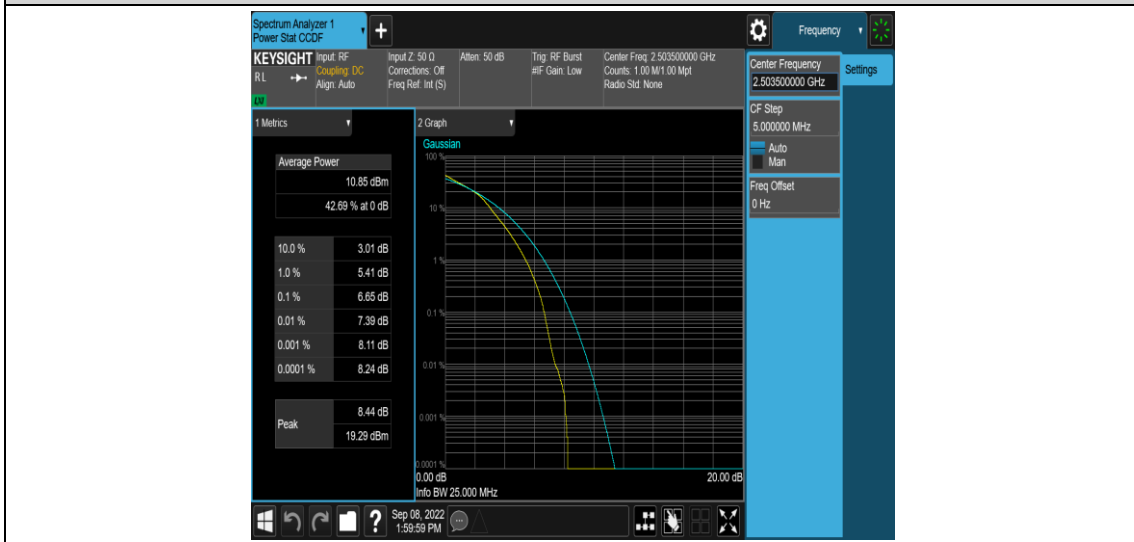 Spectrum Analyzer 1
Power Stat CCDF
Frequency
KEYSIGHT
RL
Input: RF
Coupling: DC
Align: Auto
Input Z: 50 Ω
Corrections: Off
Freq Ref: Int (S)
Atten: 50 dB
Trig: RF Burst
#IF Gain: Low
Center Freq: 2.503500000 GHz
Counts: 1.00 M/1.00 Mpt
Radio Std: None
Center Frequency
2.503500000 GHz
Settings
CF Step
5.000000 MHz
Auto
Man
Freq Offset
0 Hz
1 Metrics
Average Power
10.85 dBm
42.69 % at 0 dB
10.0 % 3.01 dB
1.0 % 5.41 dB
0.1 % 6.65 dB
0.01 % 7.39 dB
0.001 % 8.11 dB
0.0001 % 8.24 dB
Peak 8.44 dB
19.29 dBm
2 Graph
Gaussian
100 %
10 %
1 %
0.1 %
0.01 %
0.001 %
0.0001 %
0.00 dB 20.00 dB
Info BW 25.000 MHz
?
Sep 08, 2022
1:59:59 PM